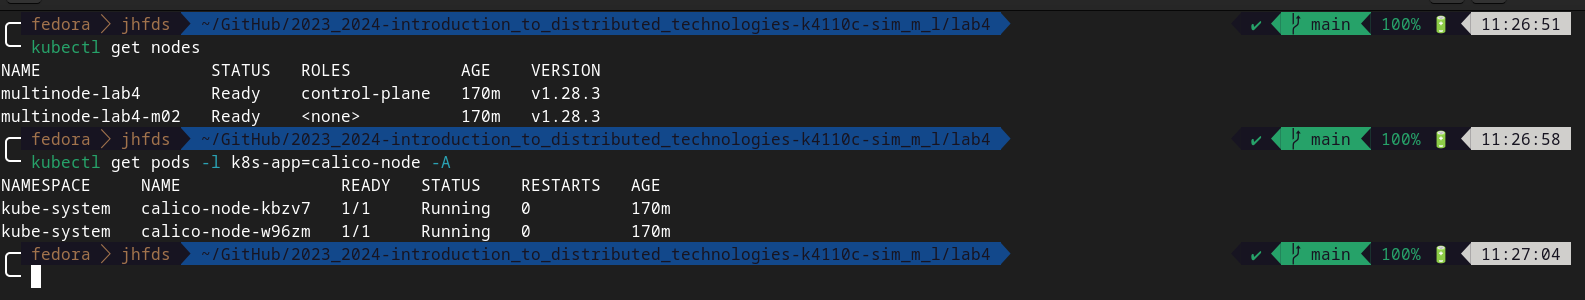 fedora jhfds ~/GitHub/2023_2024-introduction_to_distributed_technologies-k4110c-sim_m_l/lab4 ✔ main 100% 🔋 11:26:51
kubectl get nodes
NAME STATUS ROLES AGE VERSION
multinode-lab4 Ready control-plane 170m v1.28.3
multinode-lab4-m02 Ready <none> 170m v1.28.3
fedora jhfds ~/GitHub/2023_2024-introduction_to_distributed_technologies-k4110c-sim_m_l/lab4 ✔ main 100% 🔋 11:26:58
kubectl get pods -l k8s-app=calico-node -A
NAMESPACE NAME READY STATUS RESTARTS AGE
kube-system calico-node-kbzv7 1/1 Running 0 170m
kube-system calico-node-w96zm 1/1 Running 0 170m
fedora jhfds ~/GitHub/2023_2024-introduction_to_distributed_technologies-k4110c-sim_m_l/lab4 ✔ main 100% 🔋 11:27:04